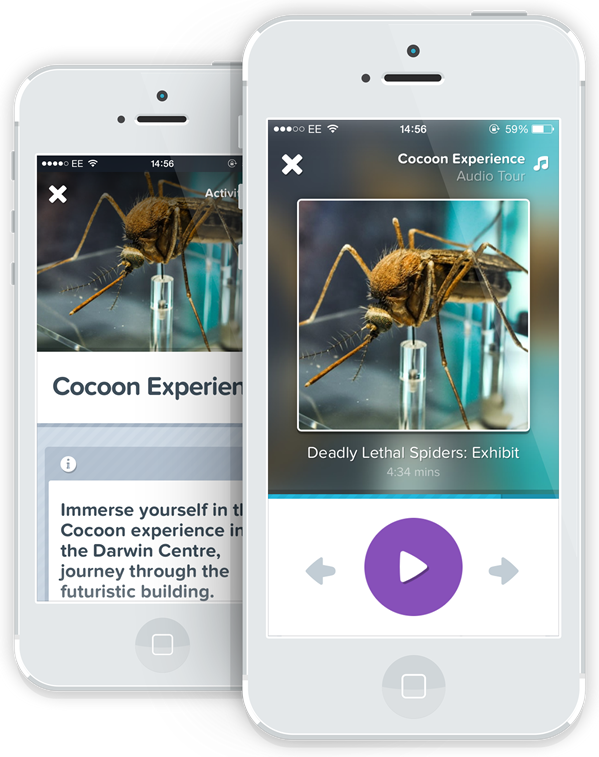 EE 14:56
Activi
Cocoon Experien
Immerse yourself in th
Cocoon experience in
the Darwin Centre,
journey through the
futuristic building.
EE 14:56 59%
Cocoon Experience
Audio Tour
Deadly Lethal Spiders: Exhibit
4:34 mins